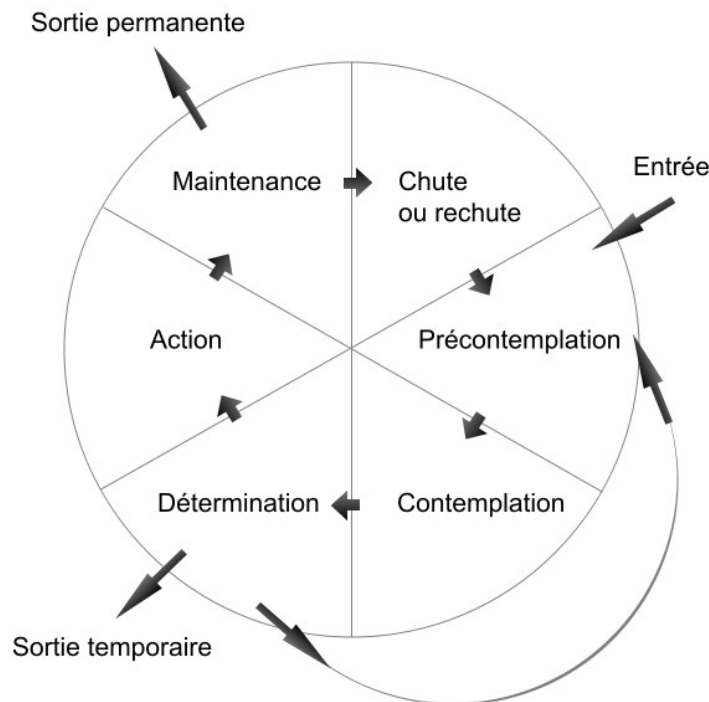 Sortie permanente
Entrée
Maintenance
Chute
ou rechute
Action
Précontemplation
Détermination
Contemplation
Sortie temporaire